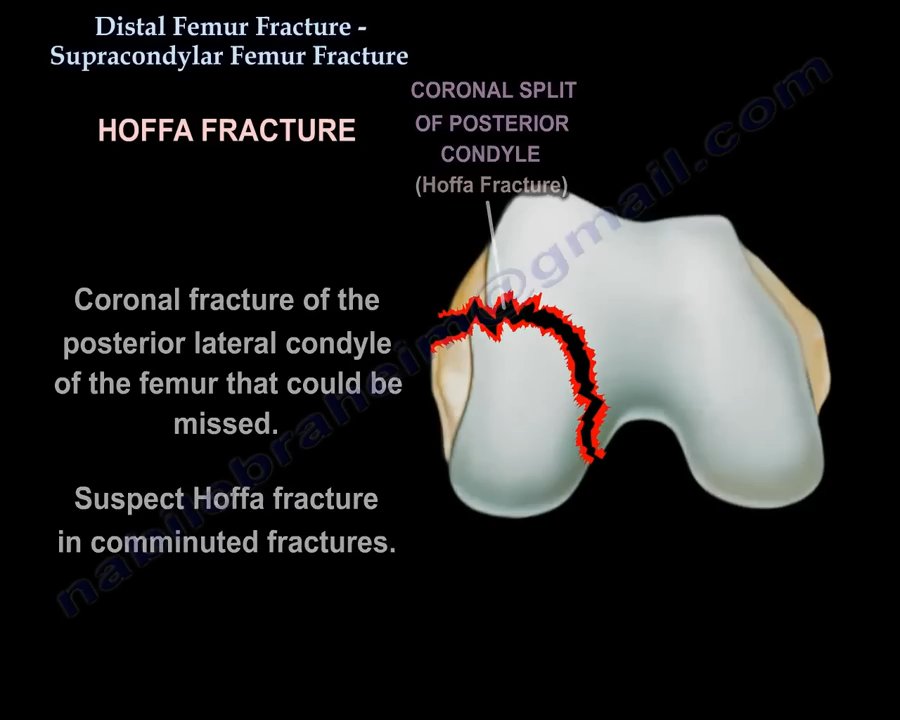 Distal Femur Fracture -
Supracondylar Femur Fracture
HOFFA FRACTURE
CORONAL SPLIT
OF POSTERIOR
CONDYLE
(Hoffa Fracture)
Coronal fracture of the
posterior lateral condyle
of the femur that could be
missed.
Suspect Hoffa fracture
in comminuted fractures.
nabilebraheim@gmail.com